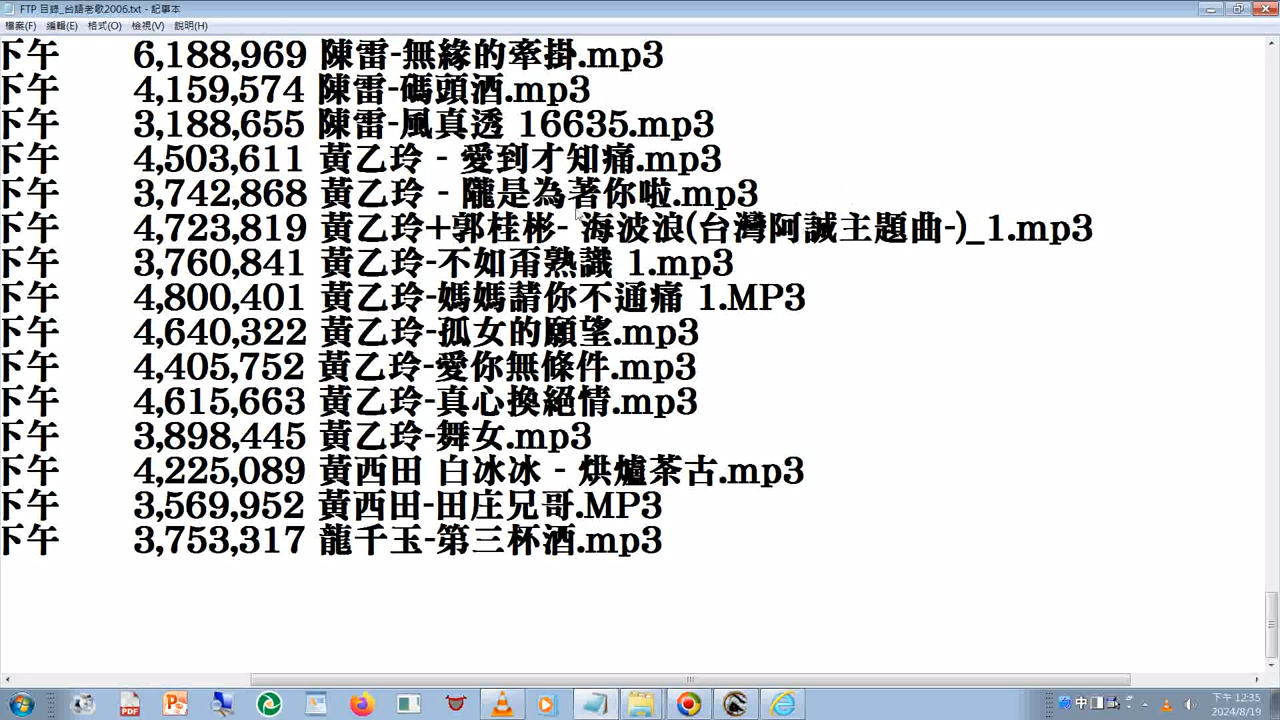 FTP 目錄_台語老歌2006.txt - 記事本
檔案(F) 編輯(E) 格式(O) 檢視(V) 說明(H)
下午 6,188,969 陳雷-無緣的牽掛.mp3
下午 4,159,574 陳雷-碼頭酒.mp3
下午 3,188,655 陳雷-風真透 16635.mp3
下午 4,503,611 黃乙玲 - 愛到才知痛.mp3
下午 3,742,868 黃乙玲 - 隴是為著你啦.mp3
下午 4,723,819 黃乙玲+郭桂彬- 海波浪(台灣阿誠主題曲-)_1.mp3
下午 3,760,841 黃乙玲-不如甭熟識 1.mp3
下午 4,800,401 黃乙玲-媽媽請你不通痛 1.MP3
下午 4,640,322 黃乙玲-孤女的願望.mp3
下午 4,405,752 黃乙玲-愛你無條件.mp3
下午 4,615,663 黃乙玲-真心換絕情.mp3
下午 3,898,445 黃乙玲-舞女.mp3
下午 4,225,089 黃西田 白冰冰 - 烘爐茶古.mp3
下午 3,569,952 黃西田-田庄兄哥.MP3
下午 3,753,317 龍千玉-第三杯酒.mp3
PDF
中
下午 12:35
2024/8/19